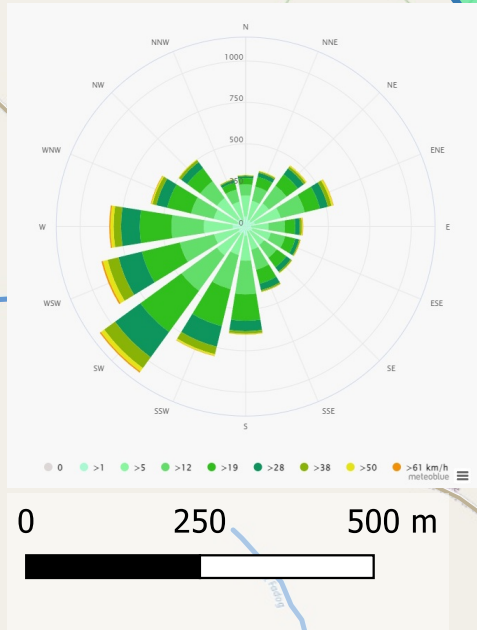 N
NNW NNE
1000
NW NE
750
500
WNW ENE
250
0
W E
WSW ESE
SW SE
SSW SSE
S
0 >1 >5 >12 >19 >28 >38 >50 >61 km/h
meteoblue
0 250 500 m
Fodog